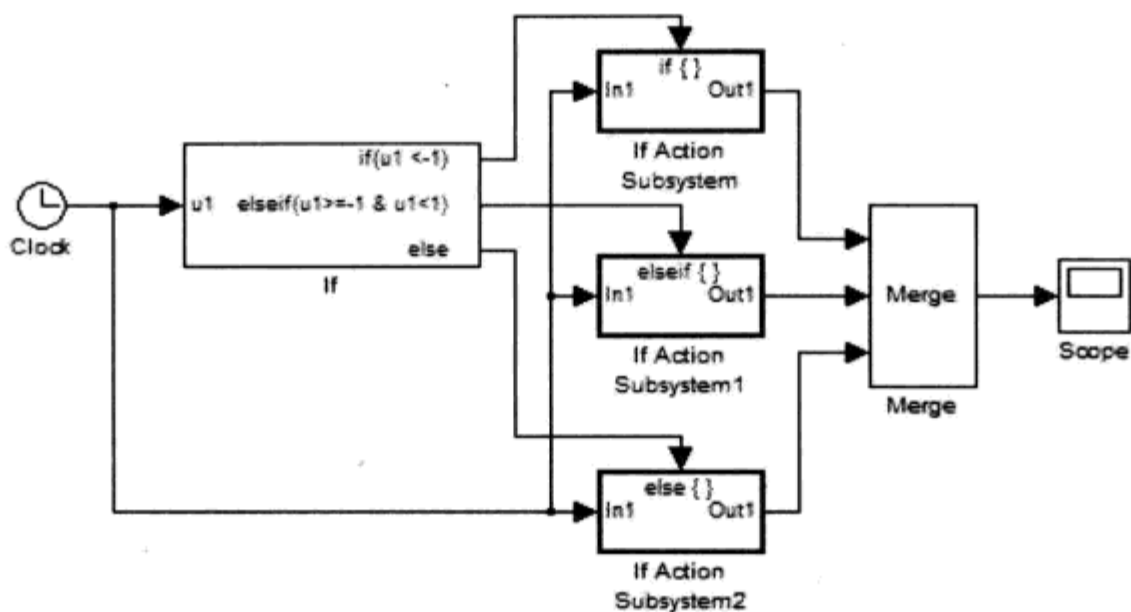 if { }
In1 Out1
If Action
Subsystem
if(u1 <-1)
u1 elseif(u1>=-1 & u1<1)
else
If
Clock
elseif { }
In1 Out1
If Action
Subsystem1
Merge
Merge
Scope
else { }
In1 Out1
If Action
Subsystem2